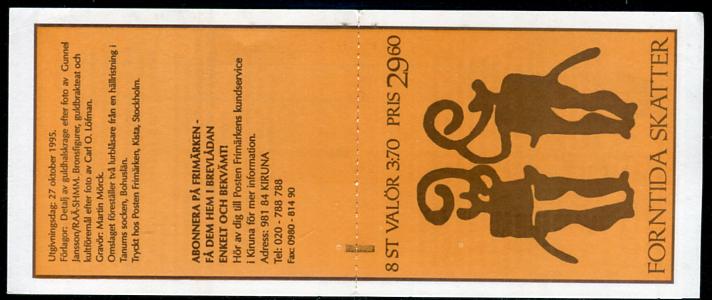 Utgivningsdag: 27 oktober 1995.
Förlagor: Detalj av guldhalskrage efter foto av Gunnel
Jansson/RAÄ-SHMM. Bronsfigurer, guldbrakteat och
kultföremål efter foto av Carl O. Löfman.
Gravör: Martin Mörck.
Omslaget föreställer två lurblåsare från en hällristning i
Tanums socken, Bohuslän.
Tryckt hos Posten Frimärken, Kista, Stockholm.
ABONNERA PÅ FRIMÄRKEN -
FÅ DEM HEM I BREVLÅDAN
ENKELT OCH BEKVÄMT!
Hör av dig till Posten Frimärkens kundservice
i Kiruna för mer information.
Adress: 981 84 KIRUNA
Tel: 020 - 788 788
Fax: 0980 - 814 90
8 ST VALÖR 3:70 PRIS 29.60
FORNTIDA SKATTER